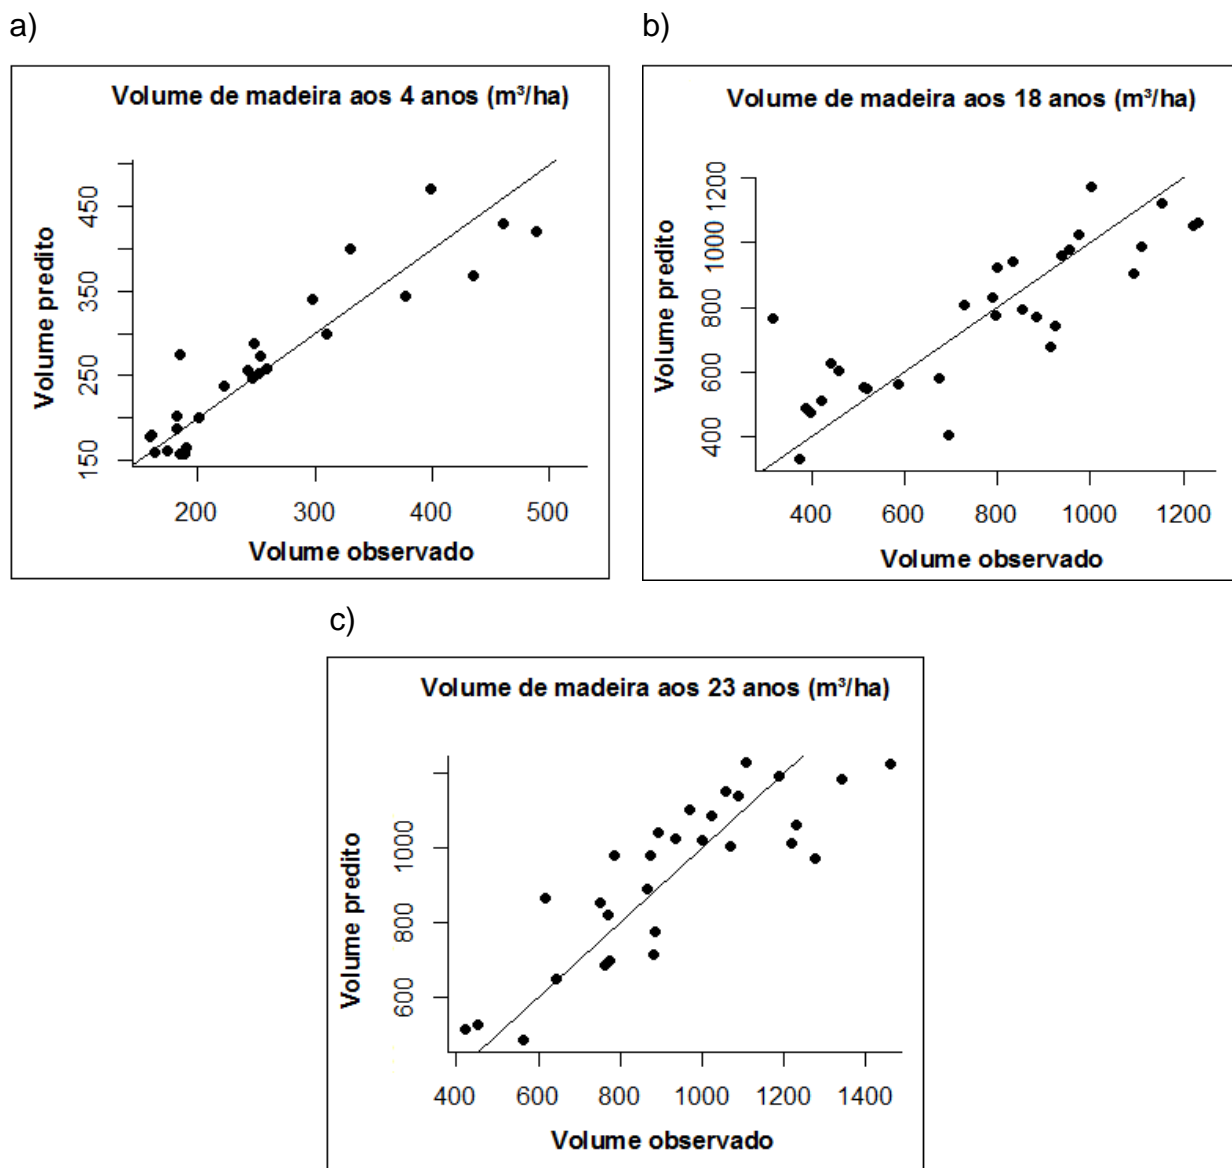 a)
b)
Volume de madeira aos 4 anos (m³/ha)
Volume predito
150
250
350
450
200
300
400
500
Volume observado
Volume de madeira aos 18 anos (m³/ha)
Volume predito
400
600
800
1000
1200
400
600
800
1000
1200
Volume observado
c)
Volume de madeira aos 23 anos (m³/ha)
Volume predito
600
800
1000
400
600
800
1000
1200
1400
Volume observado